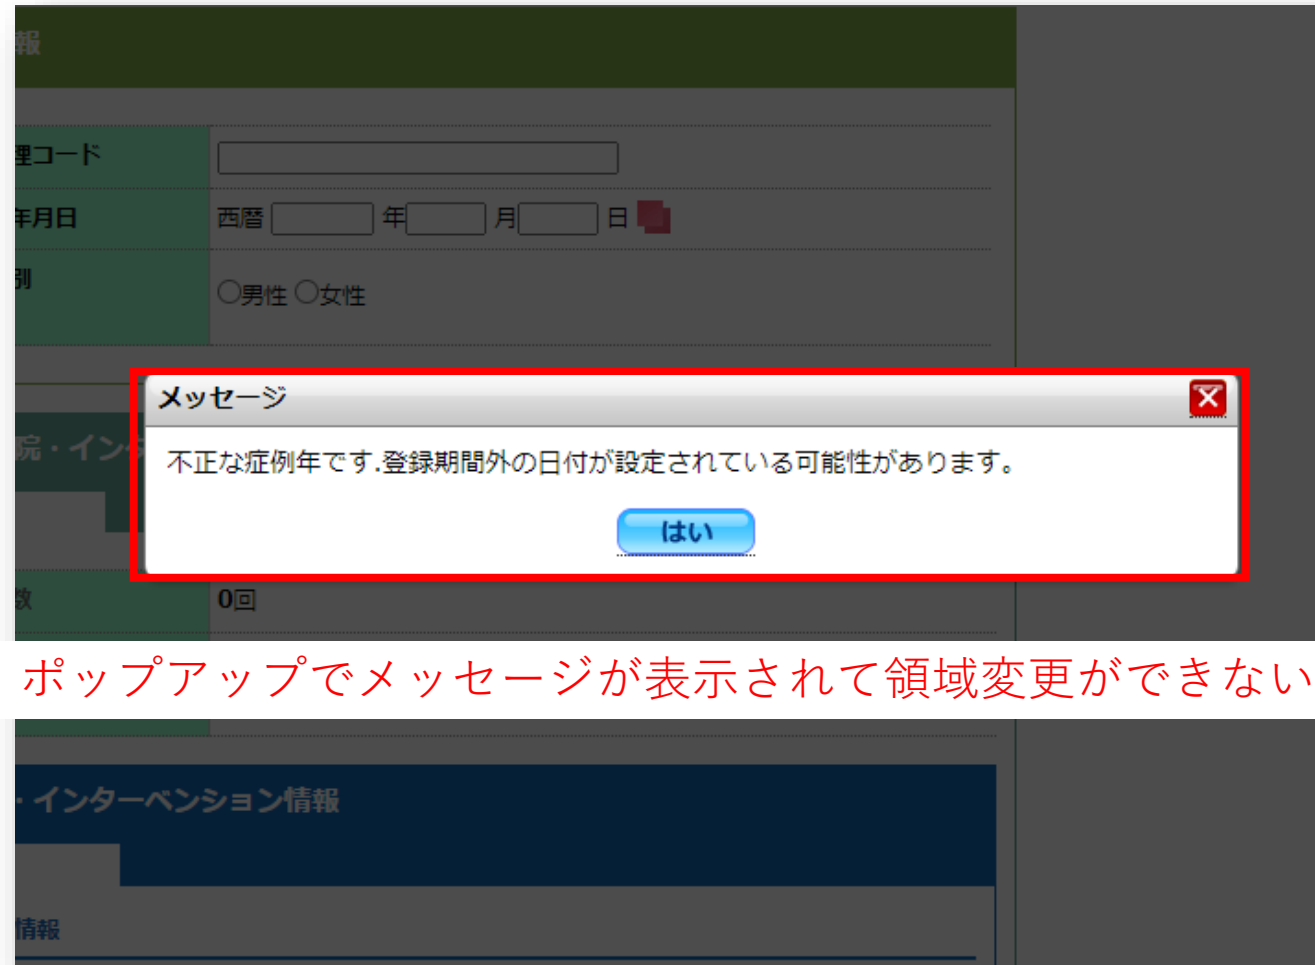 報
理コード
年月日
西暦 年 月 日
別
男性 女性
メッセージ
院・インタ
不正な症例年です.登録期間外の日付が設定されている可能性があります。
はい
数
0回
ポップアップでメッセージが表示されて領域変更ができない
・インターベンション情報
情報